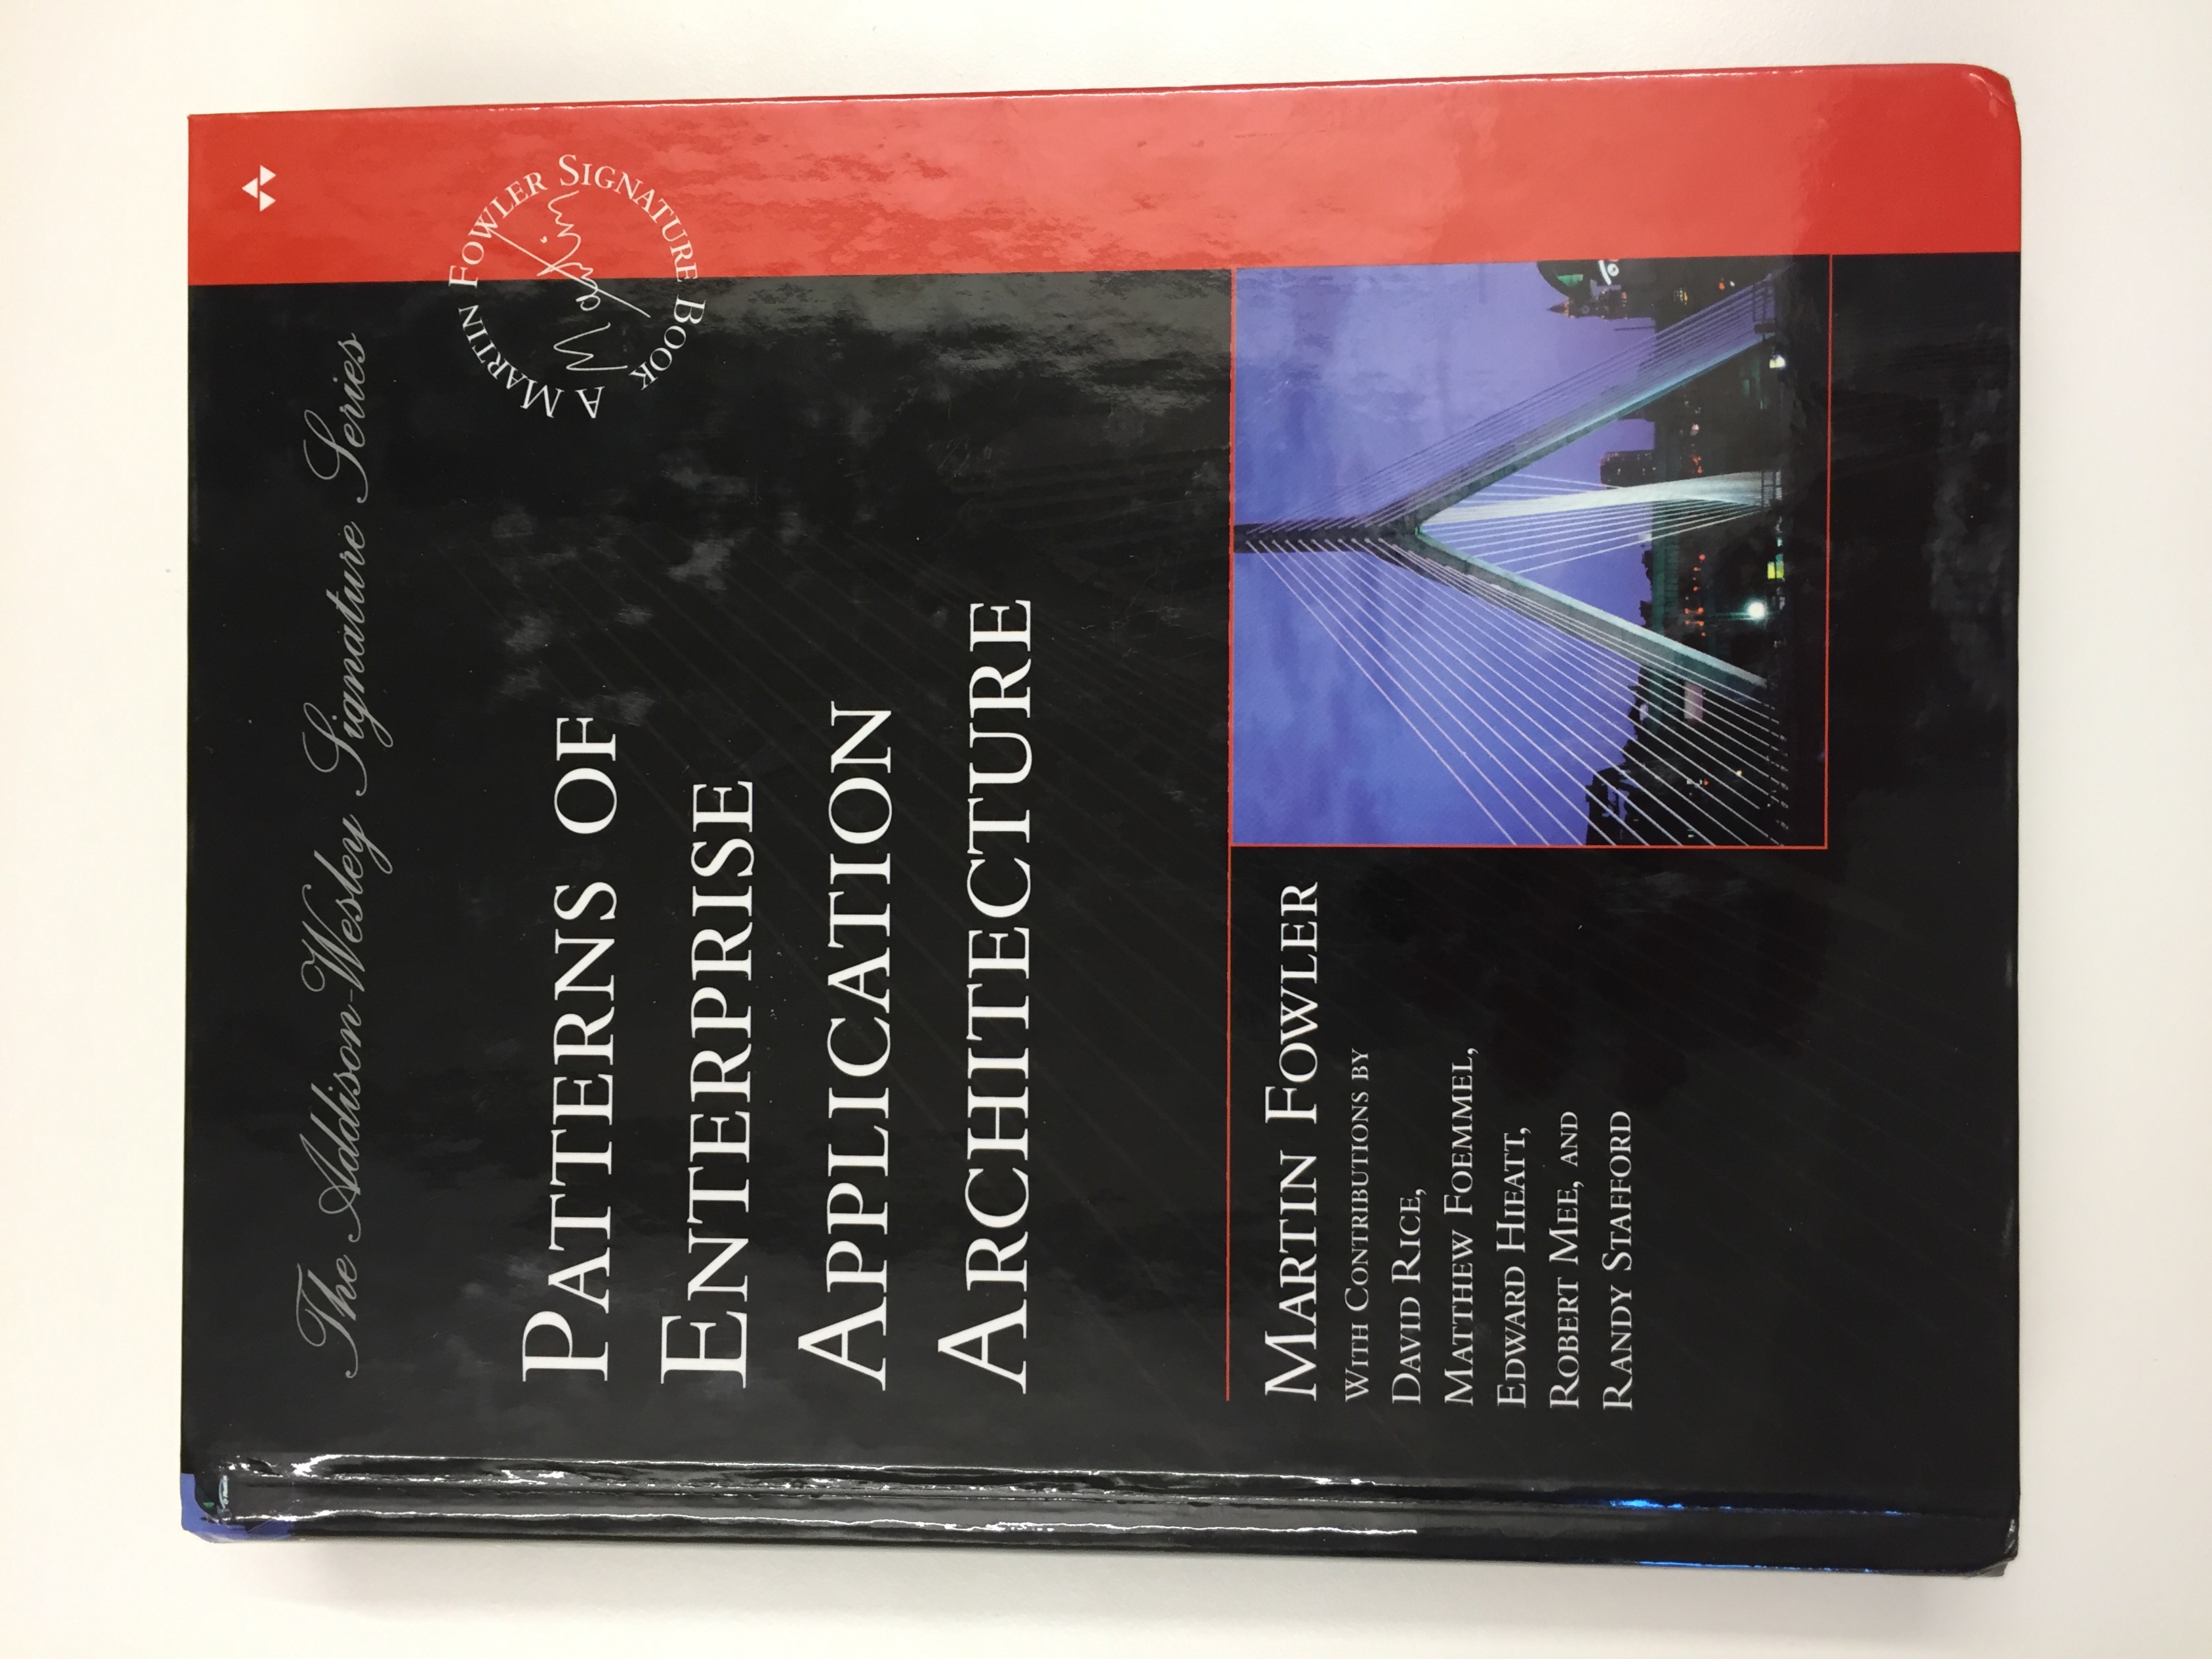 The Addison-Wesley Signature Series
A MARTIN FOWLER SIGNATURE BOOK
Martin
PATTERNS OF
ENTERPRISE
APPLICATION
ARCHITECTURE
MARTIN FOWLER
WITH CONTRIBUTIONS BY
DAVID RICE,
MATTHEW FOEMMEL,
EDWARD HIEATT,
ROBERT MEE, AND
RANDY STAFFORD